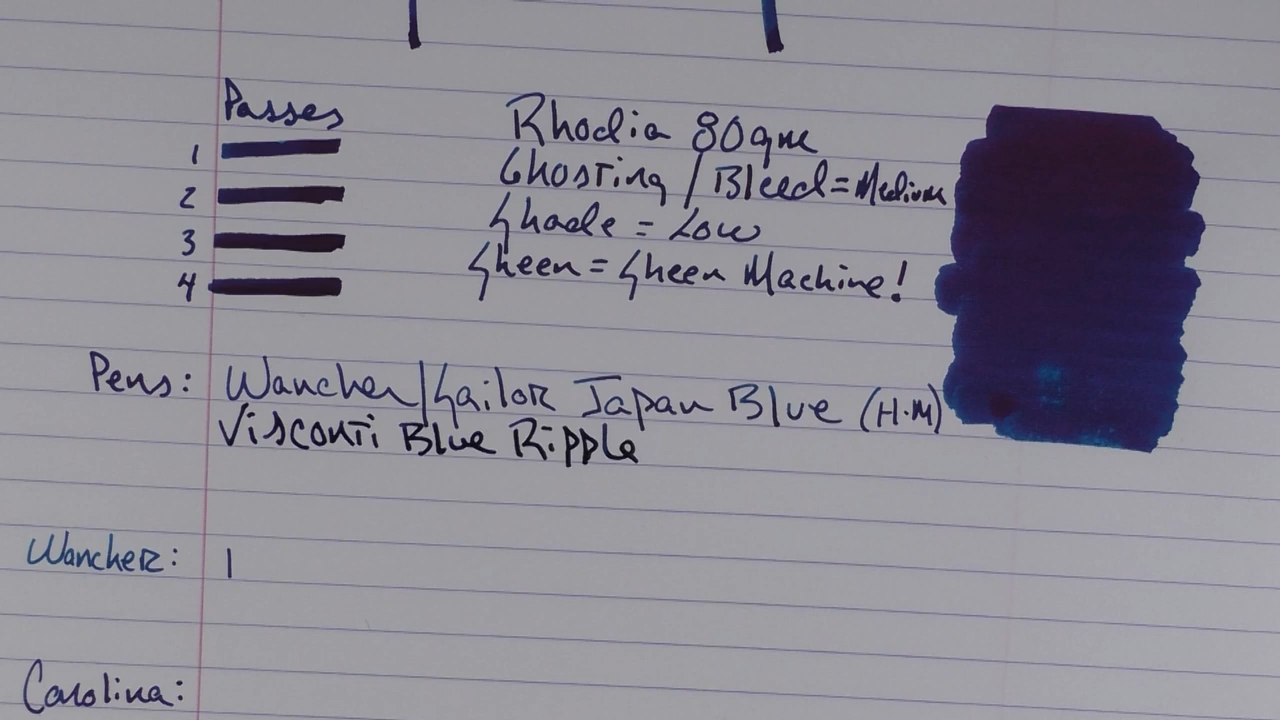 Passes
1
2
3
4
Rhodia 80gm
Ghosting / Bleed = Medium
Shade = Low
Sheen = Sheen Machine!
Pens: Wancher/Sailor Japan Blue (H·M)
Visconti Blue Ripple
Wancher: 1
Carolina: